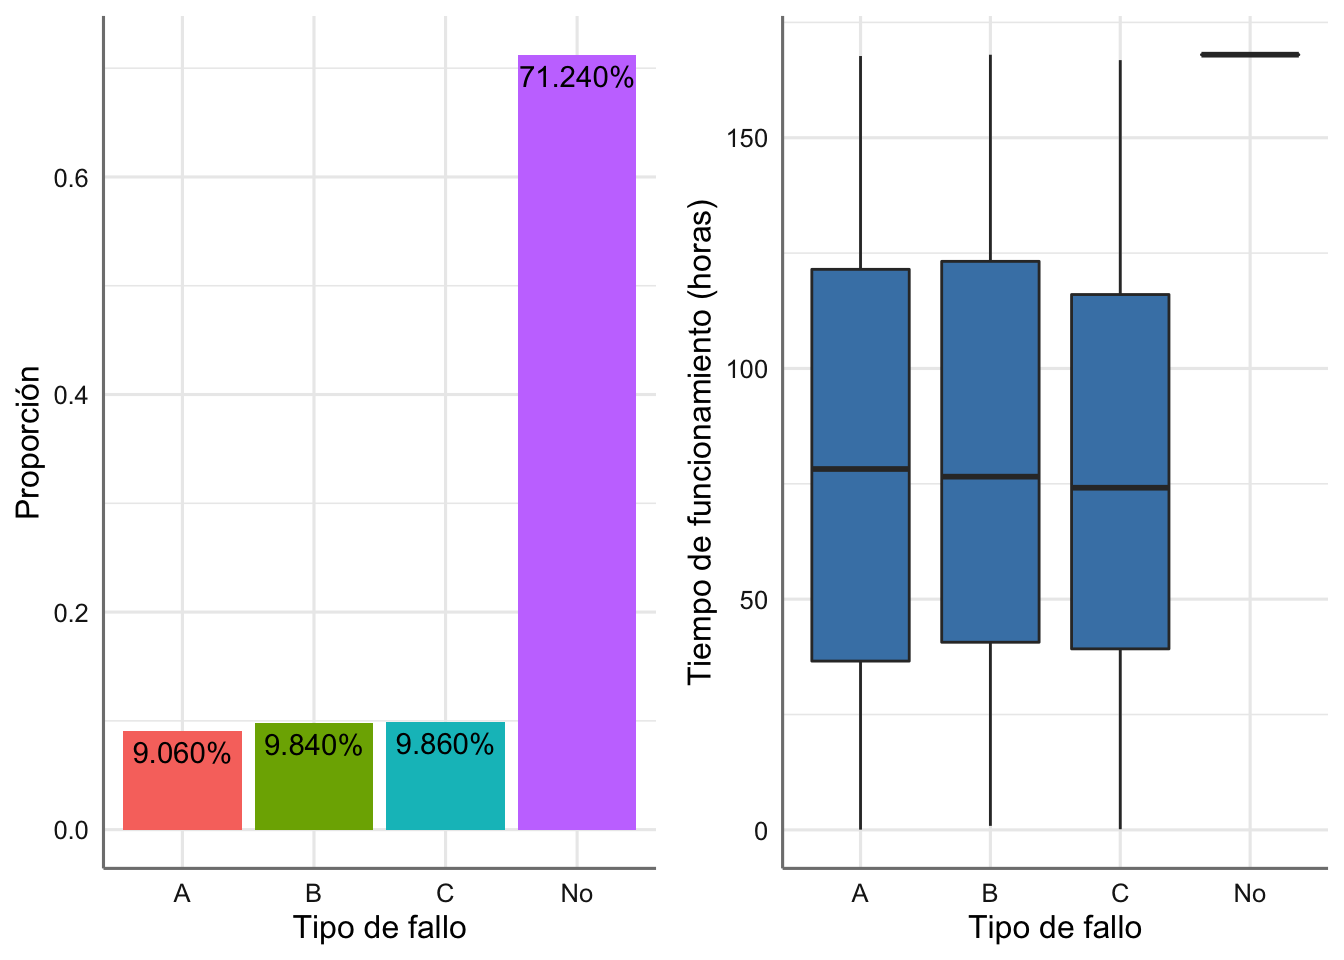 Proporción
0.6
0.4
0.2
0.0
71.240%
9.060%
9.840%
9.860%
A
B
C
No
Tipo de fallo
Tiempo de funcionamiento (horas)
150
100
50
0
A
B
C
No
Tipo de fallo